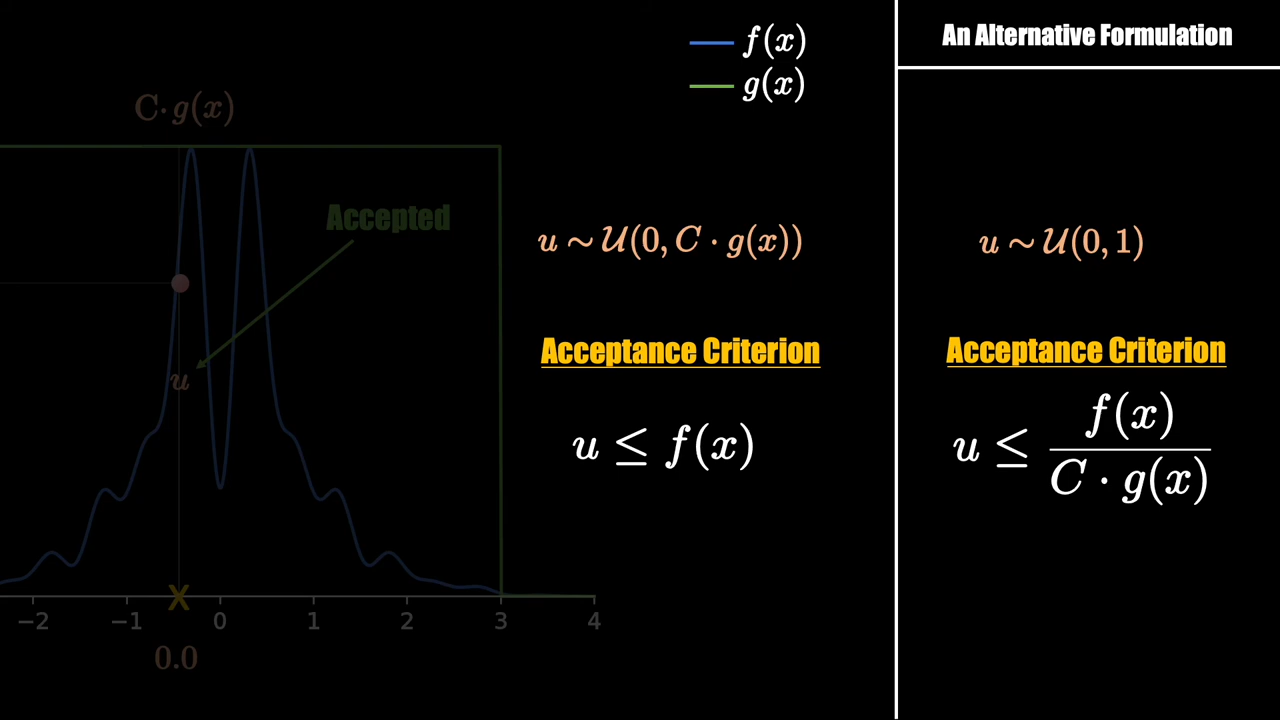 f(x)
g(x)
An Alternative Formulation
C· g(x)
Accepted
u
−2 −1 0 1 2 3 4
0.0
X
u ∼ 𝒰(0, C · g(x))
Acceptance Criterion
u ≤ f(x)
u ∼ 𝒰(0, 1)
Acceptance Criterion
u ≤ f(x) / C · g(x)